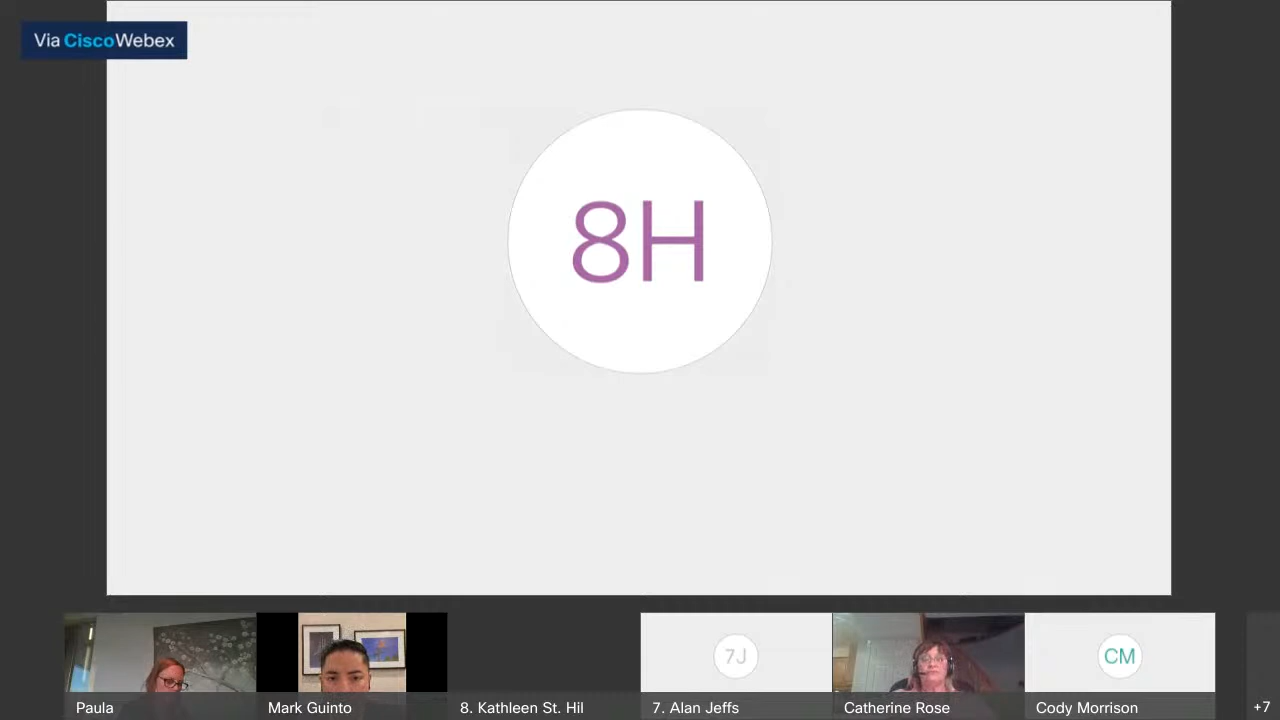 Via CiscoWebex
8H
7J
CM
Paula
Mark Guinto
8. Kathleen St. Hil
7. Alan Jeffs
Catherine Rose
Cody Morrison
+7